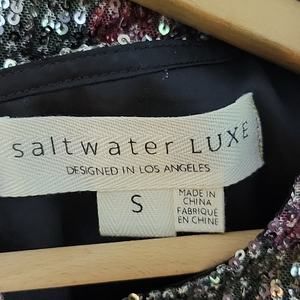 saltwater LUXE
DESIGNED IN LOS ANGELES
S
MADE IN
CHINA
FABRIQUÉ
EN CHINE